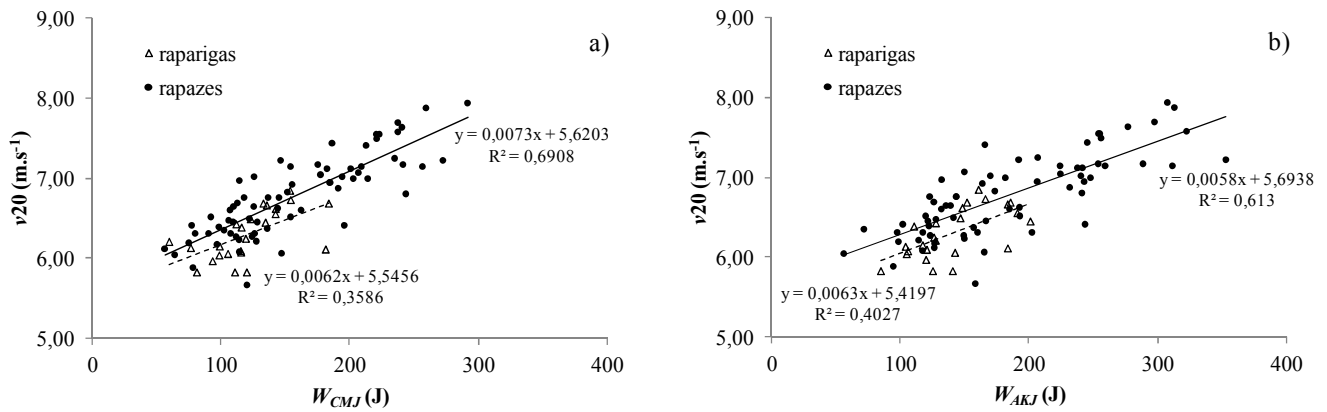 9,00
8,00
7,00
6,00
5,00
v20 (m.s-1)
raparigas
rapazes
a)
y = 0,0073x + 5,6203
R² = 0,6908
y = 0,0062x + 5,5456
R² = 0,3586
0 100 200 300 400
WCMJ (J)
9,00
8,00
7,00
6,00
5,00
v20 (m.s-1)
raparigas
rapazes
b)
y = 0,0058x + 5,6938
R² = 0,613
y = 0,0063x + 5,4197
R² = 0,4027
0 100 200 300 400
WAKJ (J)